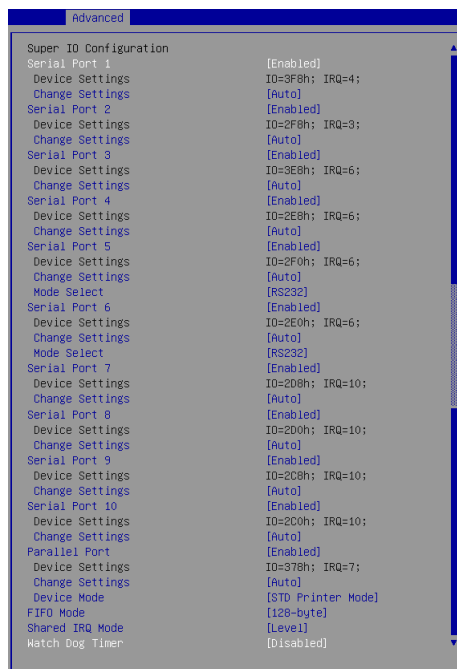 Advanced
Super IO Configuration
Serial Port 1 [Enabled]
Device Settings IO=3F8h; IRQ=4;
Change Settings [Auto]
Serial Port 2 [Enabled]
Device Settings IO=2F8h; IRQ=3;
Change Settings [Auto]
Serial Port 3 [Enabled]
Device Settings IO=3E8h; IRQ=6;
Change Settings [Auto]
Serial Port 4 [Enabled]
Device Settings IO=2E8h; IRQ=6;
Change Settings [Auto]
Serial Port 5 [Enabled]
Device Settings IO=2F0h; IRQ=6;
Change Settings [Auto]
Mode Select [RS232]
Serial Port 6 [Enabled]
Device Settings IO=2E0h; IRQ=6;
Change Settings [Auto]
Mode Select [RS232]
Serial Port 7 [Enabled]
Device Settings IO=2D8h; IRQ=10;
Change Settings [Auto]
Serial Port 8 [Enabled]
Device Settings IO=2D0h; IRQ=10;
Change Settings [Auto]
Serial Port 9 [Enabled]
Device Settings IO=2C8h; IRQ=10;
Change Settings [Auto]
Serial Port 10 [Enabled]
Device Settings IO=2C0h; IRQ=10;
Change Settings [Auto]
Parallel Port [Enabled]
Device Settings IO=378h; IRQ=7;
Change Settings [Auto]
Device Mode [STD Printer Mode]
FIFO Mode [128-byte]
Shared IRQ Mode [Level]
Watch Dog Timer [Disabled]